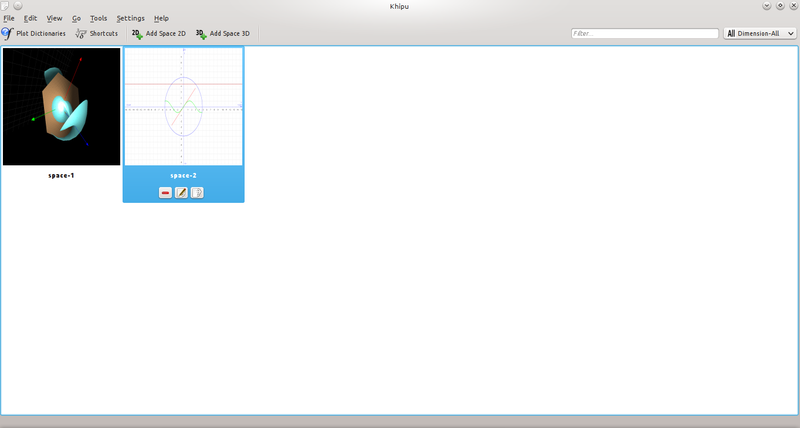 Khipu
File Edit View Go Tools Settings Help
Plot Dictionaries Shortcuts 2D Add Space 2D 3D Add Space 3D Filter... All Dimension-All
space-1 space-2